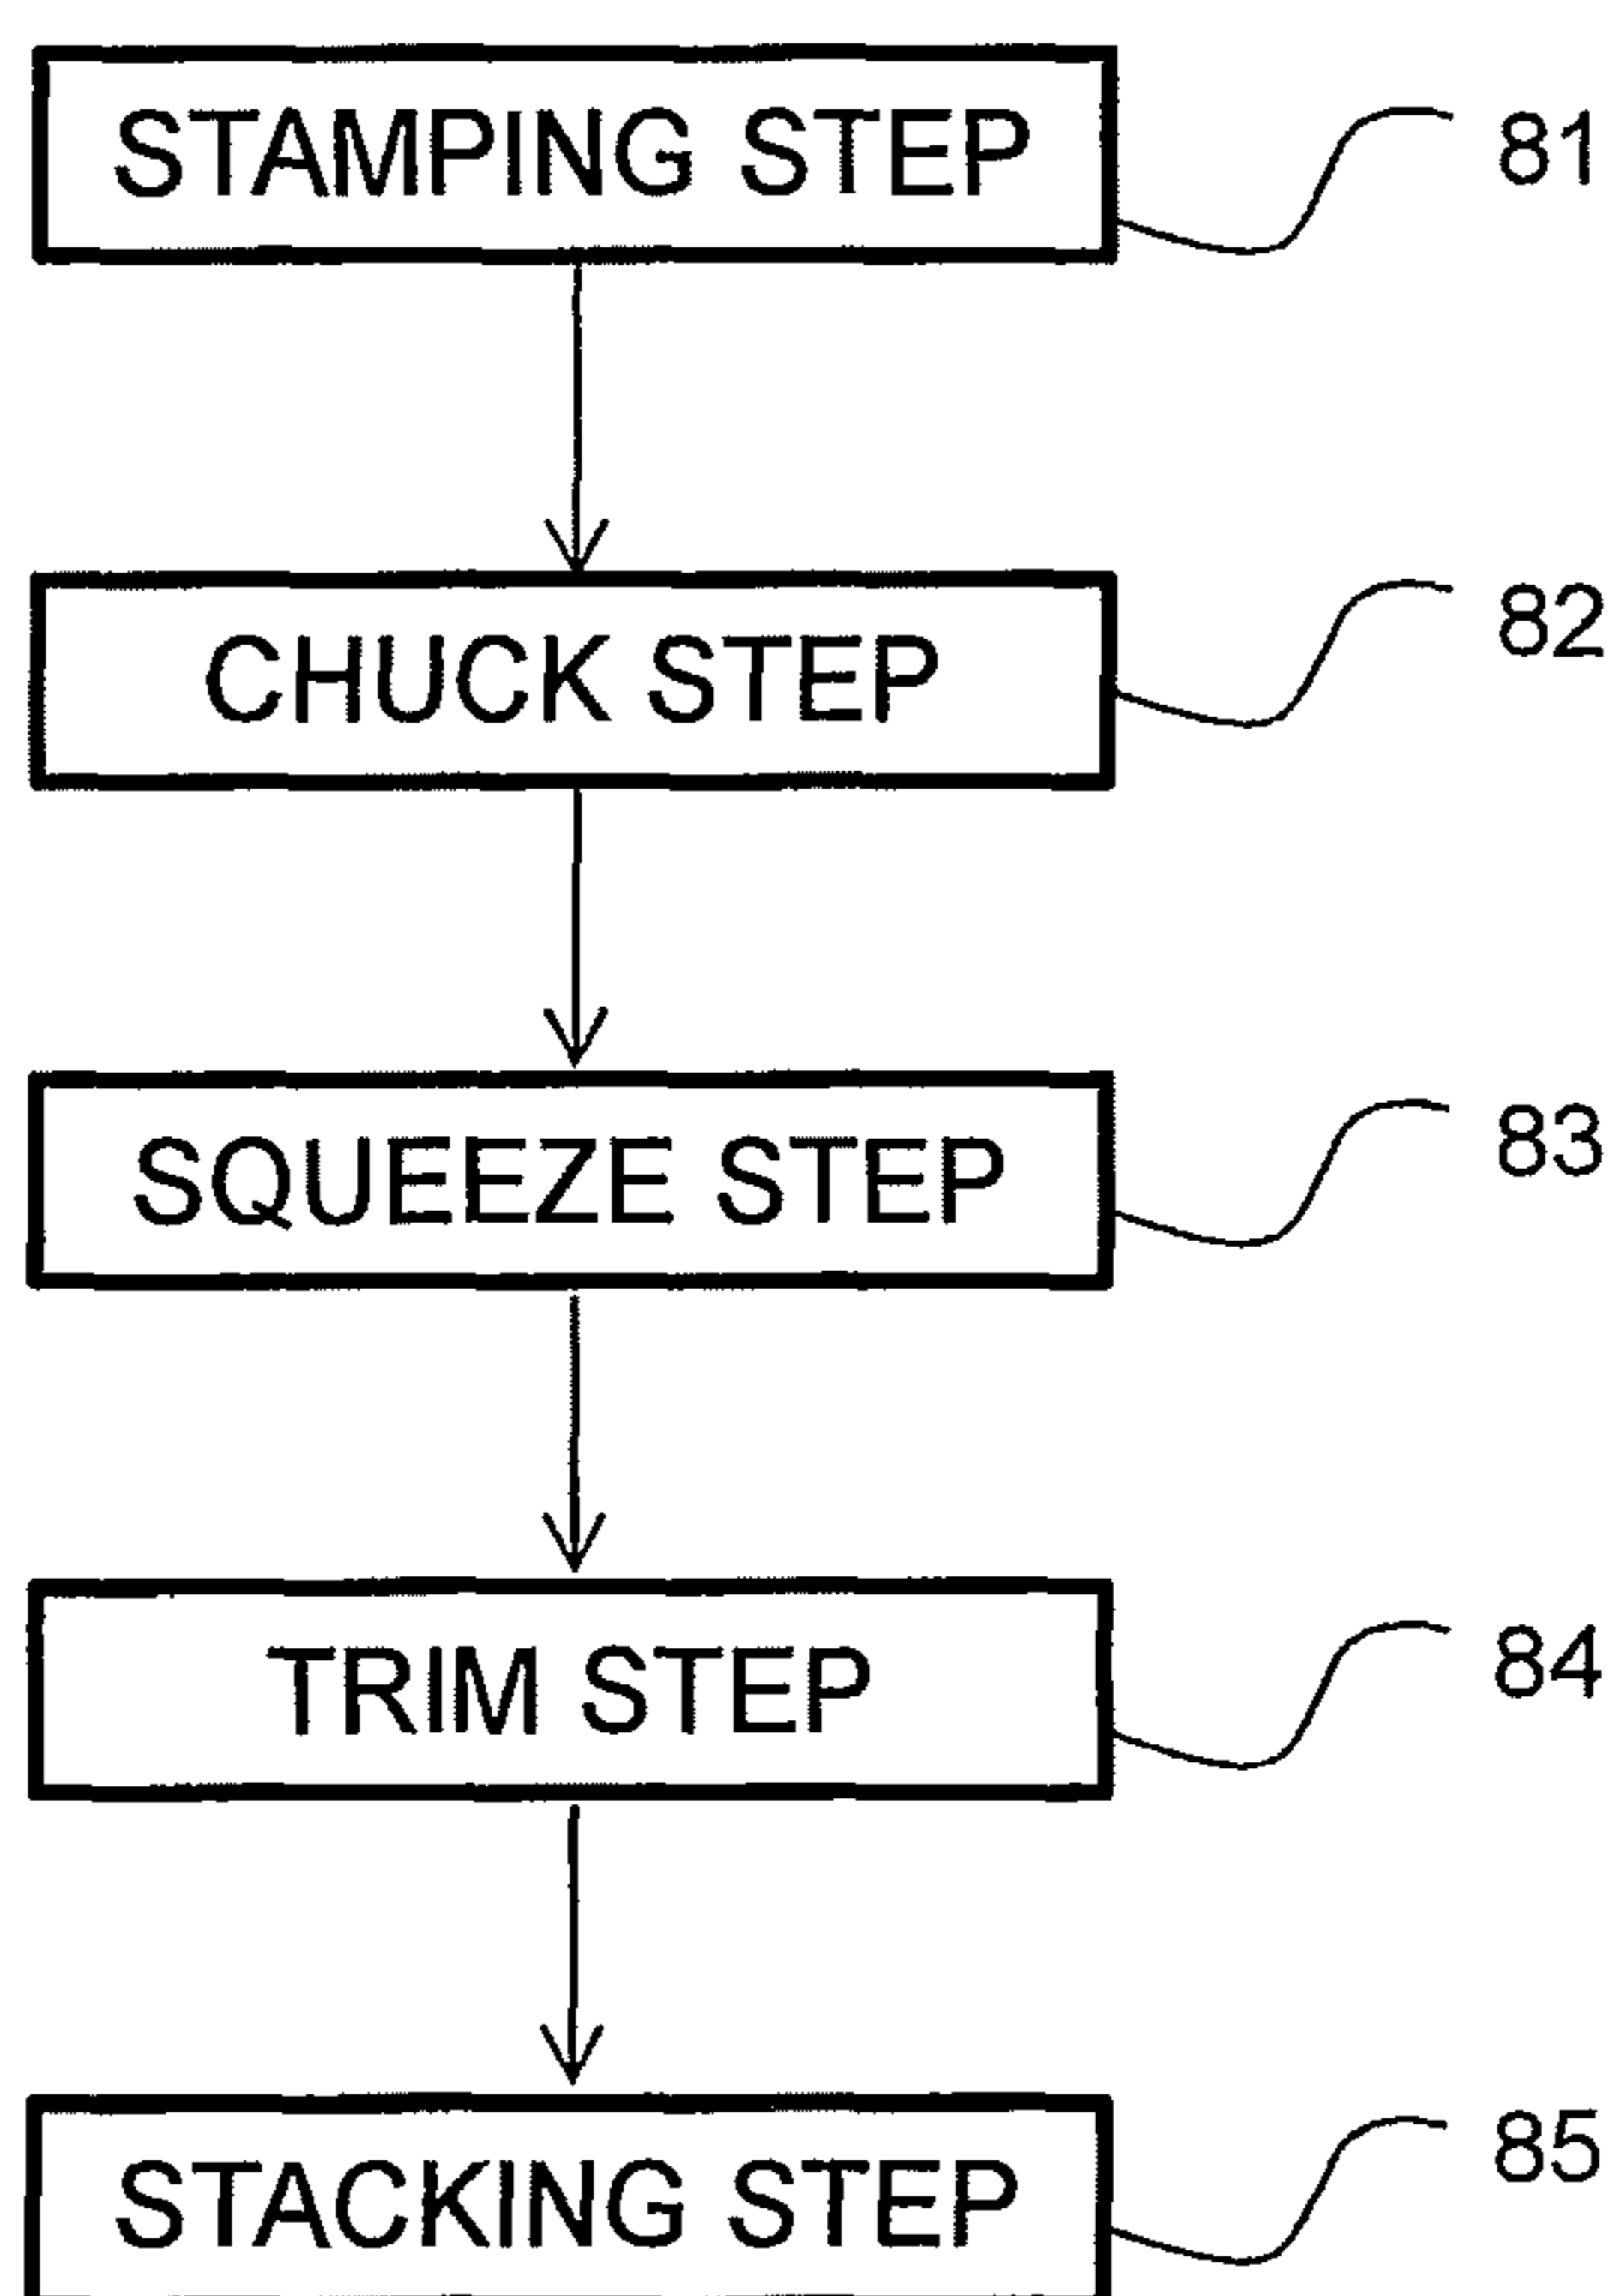 STAMPING STEP 81
CHUCK STEP 82
SQUEEZE STEP 83
TRIM STEP 84
STACKING STEP 85